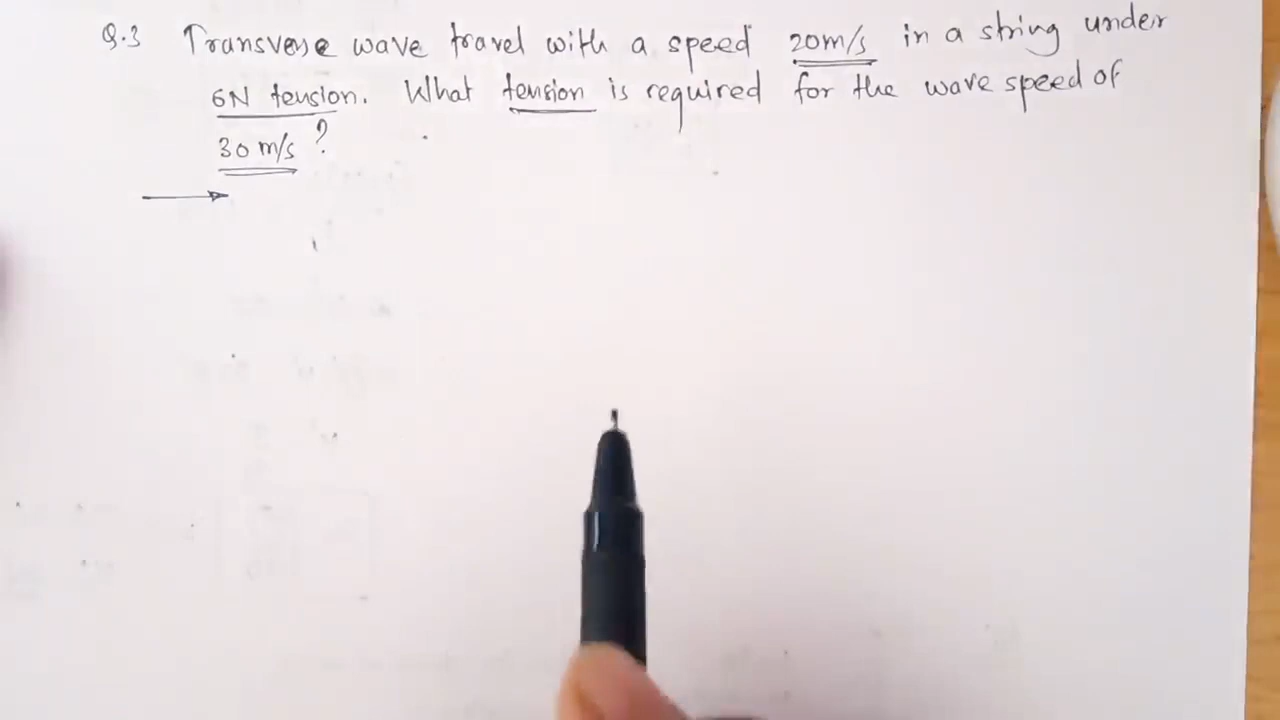 Q.3 Transverse wave travel with a speed 20m/s in a string under
6N tension. What tension is required for the wave speed of
30 m/s ?